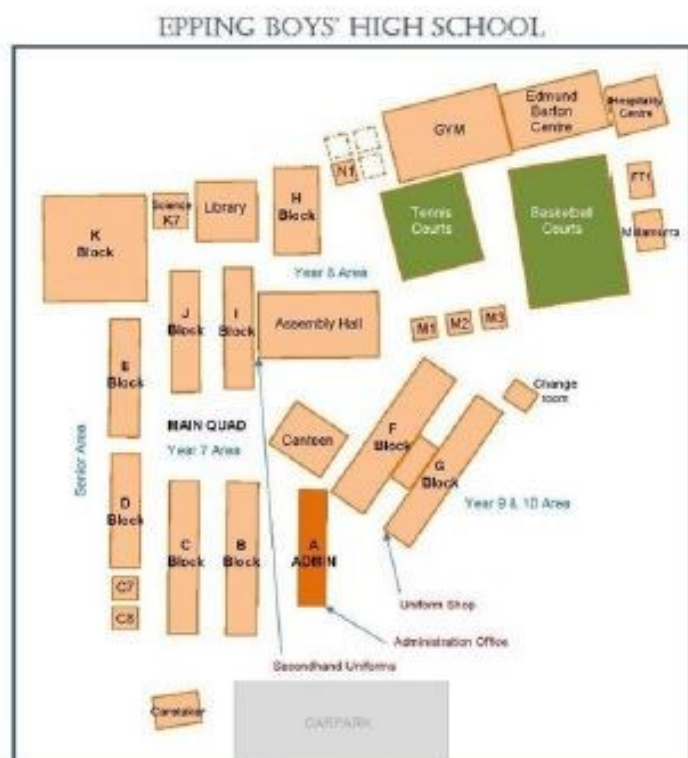 EPPING BOYS' HIGH SCHOOL
Edmund
Barton
Centre
Hospitality
Centre
GYM
N1
Science
K7
Library
H
Block
FT1
K
Block
Tennis
Courts
Basketball
Courts
Year 8 Area
J
Block
I
Block
Assembly Hall
M1
M2
M3
E
Block
Change
room
MAIN QUAD
Canteen
F
Block
Year 7 Area
Senior Area
G
Block
D
Block
Year 9 & 10 Area
C
Block
B
Block
A
ADMIN
C7
Uniform Shop
C8
Administration Office
Secondhand Uniforms
Caretaker
CARPARK